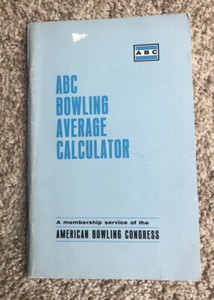 ABC
ABC
BOWLING
AVERAGE
CALCULATOR
A membership service of the
AMERICAN BOWLING CONGRESS